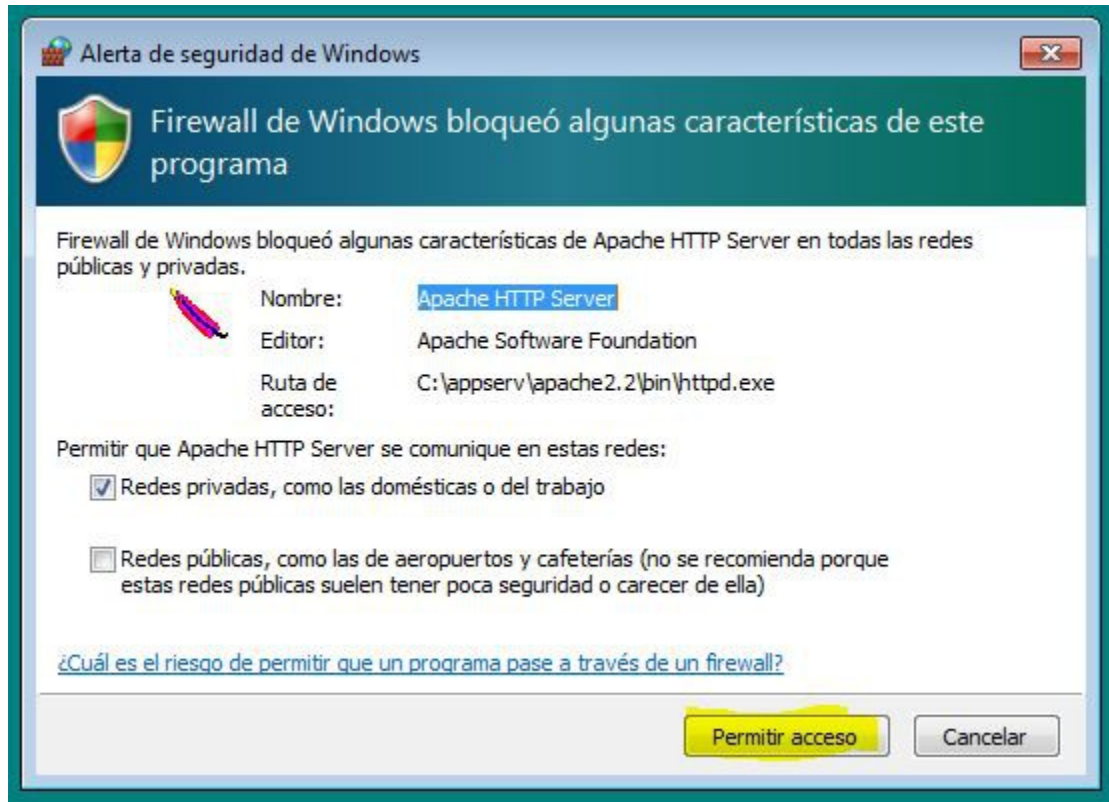 Alerta de seguridad de Windows
Firewall de Windows bloqueó algunas características de este
programa
Firewall de Windows bloqueó algunas características de Apache HTTP Server en todas las redes
públicas y privadas.
Nombre: Apache HTTP Server
Editor: Apache Software Foundation
Ruta de C:\appserv\apache2.2\bin\httpd.exe
acceso:
Permitir que Apache HTTP Server se comunique en estas redes:
Redes privadas, como las domésticas o del trabajo
Redes públicas, como las de aeropuertos y cafeterías (no se recomienda porque
estas redes públicas suelen tener poca seguridad o carecer de ella)
¿Cuál es el riesgo de permitir que un programa pase a través de un firewall?
Permitir acceso Cancelar